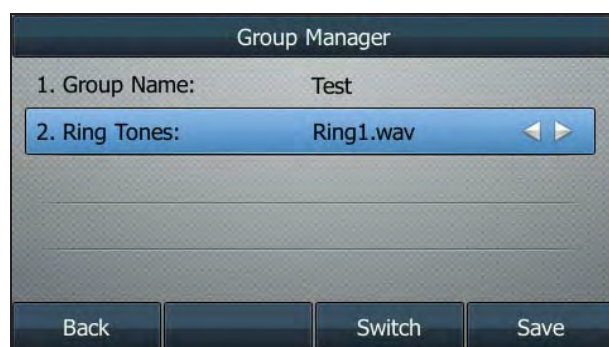 Group Manager
1. Group Name: Test
2. Ring Tones: Ring1.wav
Back Switch Save